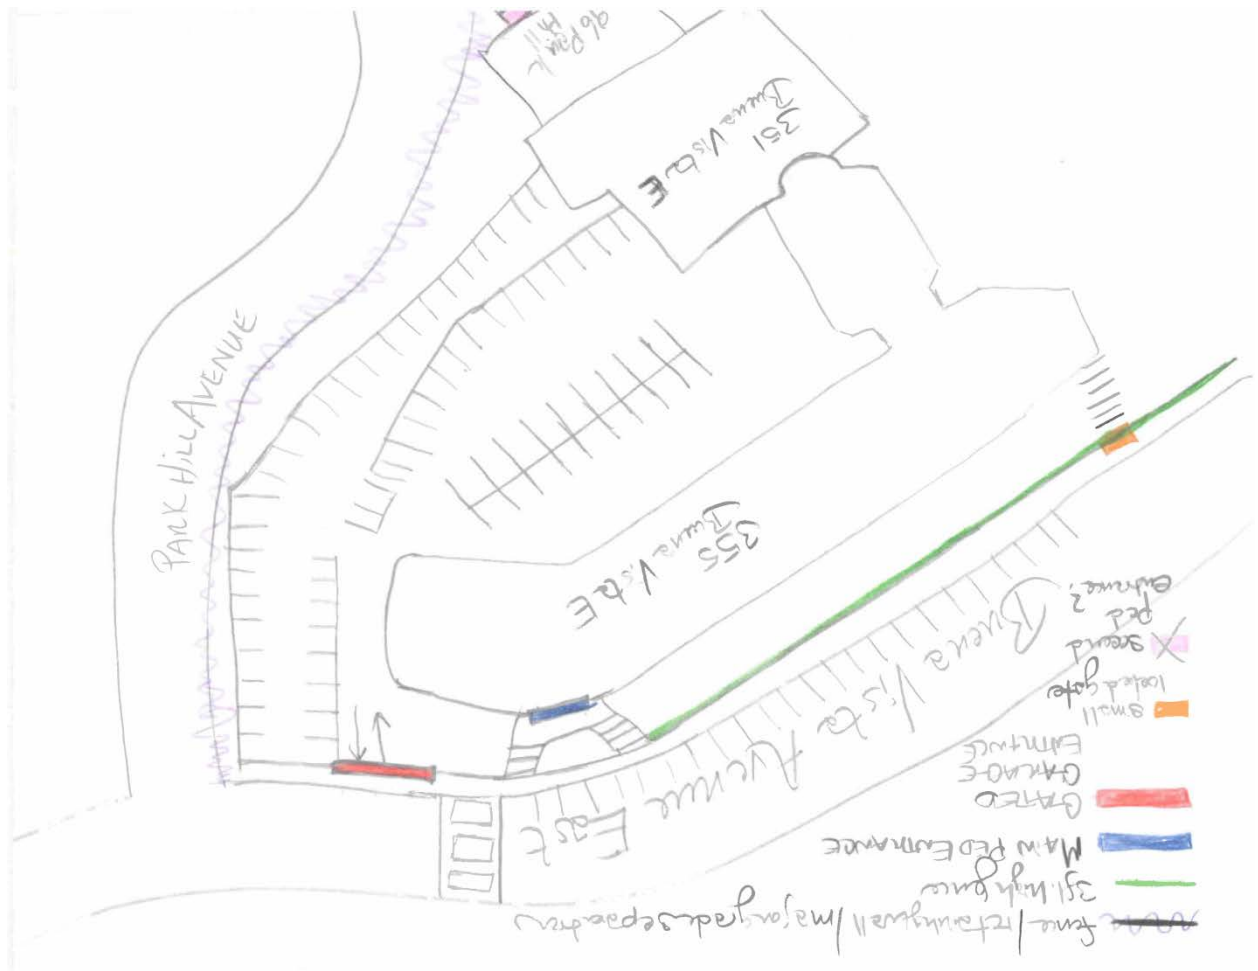 fence/retaining wall/major grade separation
3ft. high fence
MAIN PED ENTRANCE
GATED
GARAGE
ENTRANCE
small
locked gate
second
ped
entrance?
Buena Vista Avenue
East
355
Buena Vista E
351
Buena Vista E
96 Park
Hill
PARK HILL AVENUE